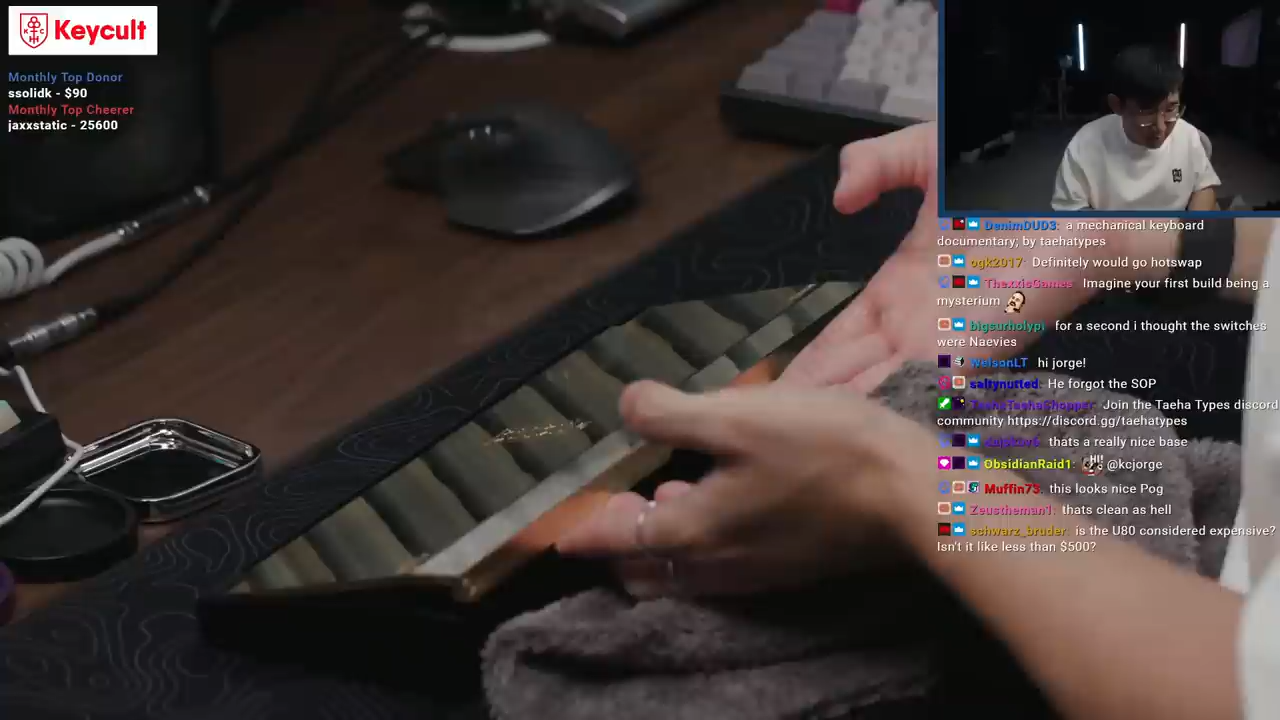 Keycult
Monthly Top Donor
ssolidk - $90
Monthly Top Cheerer
jaxxstatic - 25600
DenimDUD3: a mechanical keyboard
documentary; by taehatypes
ogk2017: Definitely would go hotswap
ThexxisGames: Imagine your first build being a
mysterium
bigsurholypi: for a second i thought the switches
were Naevies
WelsonLT: hi jorge!
saltynutted: He forgot the SOP
TaehaTaehaChopper: Join the Taeha Types discord
community https://discord.gg/taehatypes
thats a really nice base
ObsidianRaid1: HI! @kcjorge
Muffin73: this looks nice Pog
Zeustheman1: thats clean as hell
schwarz_bruder: is the U80 considered expensive?
Isn't it like less than $500?